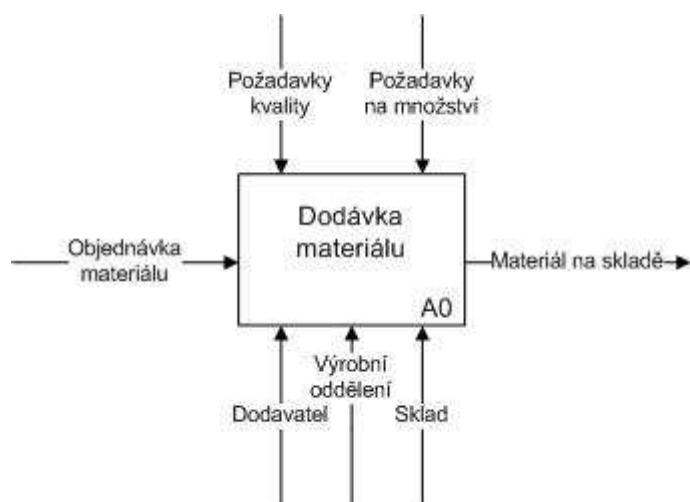 Požadavky
kvality
Požadavky
na množství
Dodávka
materiálu
Objednávka
materiálu
Materiál na skladě
A0
Výrobní
oddělení
Dodavatel
Sklad